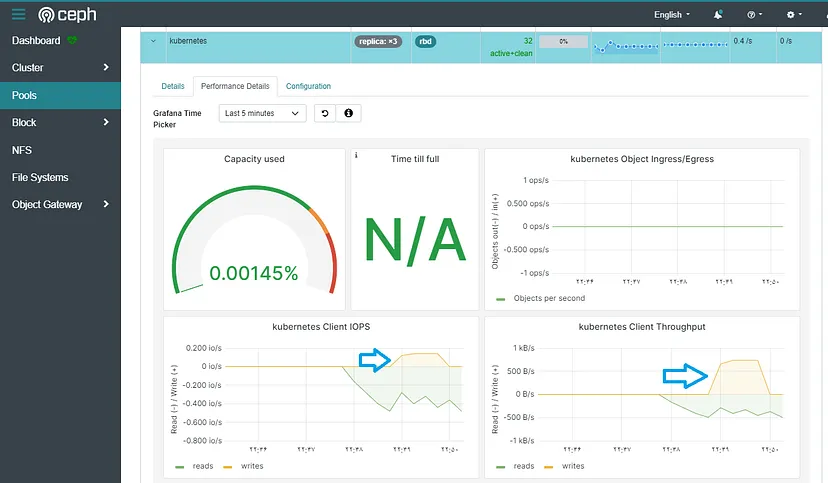 ceph
English
Dashboard
Cluster
Pools
Block
NFS
File Systems
Object Gateway
kubernetes
replica: ×3
rbd
32
active+clean
0%
0.4 /s
0 /s
Details
Performance Details
Configuration
Grafana Time
Picker
Last 5 minutes
Capacity used
0.00145%
Time till full
N/A
kubernetes Object Ingress/Egress
Objects out(-) / in(+)
1 ops/s
0.500 ops/s
0 ops/s
-0.500 ops/s
-1 ops/s
۲۲:۴۶ ۲۲:۴۷ ۲۲:۴۸ ۲۲:۴۹ ۲۲:۵۰
Objects per second
kubernetes Client IOPS
Read (-) / Write (+)
0.200 io/s
0 io/s
-0.200 io/s
-0.400 io/s
-0.600 io/s
-0.800 io/s
۲۲:۴۶ ۲۲:۴۷ ۲۲:۴۸ ۲۲:۴۹ ۲۲:۵۰
reads writes
kubernetes Client Throughput
Read (-) / Write (+)
1 kB/s
500 B/s
0 B/s
-500 B/s
-1 kB/s
۲۲:۴۶ ۲۲:۴۷ ۲۲:۴۸ ۲۲:۴۹ ۲۲:۵۰
reads writes